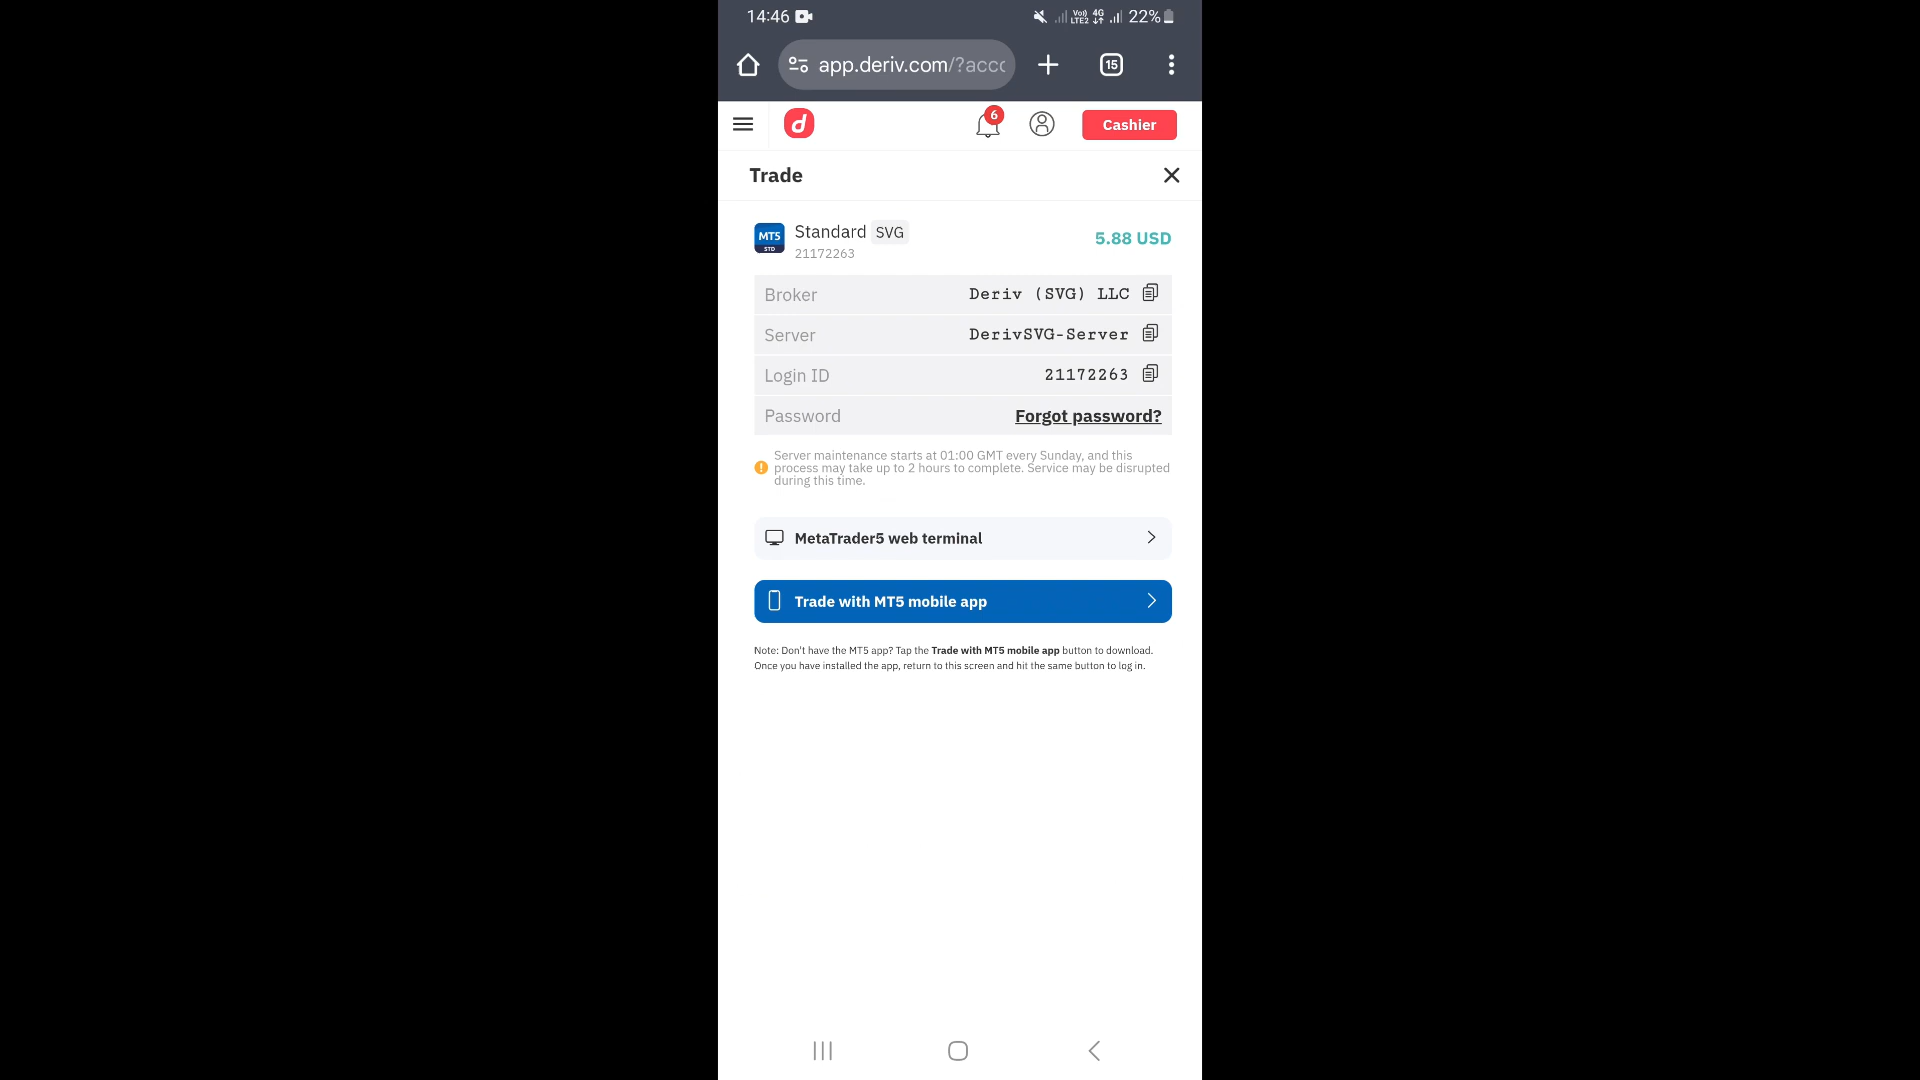 14:46 Vo)) LTE2 4G 22%
app.deriv.com/?acco 15
d 6 Cashier
Trade
MT5 STD Standard SVG 5.88 USD
21172263
Broker Deriv (SVG) LLC
Server DerivSVG-Server
Login ID 21172263
Password Forgot password?
Server maintenance starts at 01:00 GMT every Sunday, and this
process may take up to 2 hours to complete. Service may be disrupted
during this time.
MetaTrader5 web terminal
Trade with MT5 mobile app
Note: Don't have the MT5 app? Tap the Trade with MT5 mobile app button to download.
Once you have installed the app, return to this screen and hit the same button to log in.